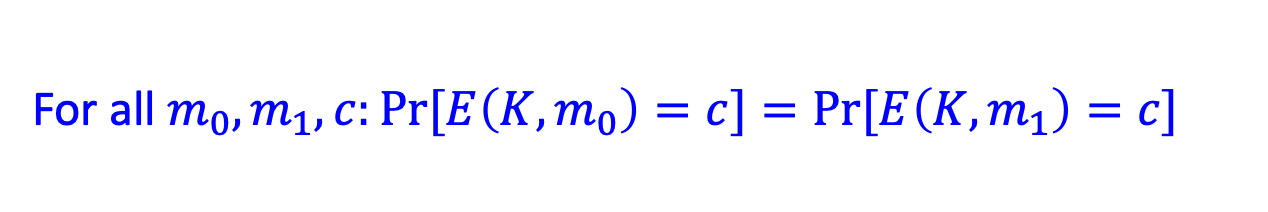 For all m₀, m₁, c: Pr[E(K, m₀) = c] = Pr[E(K, m₁) = c]